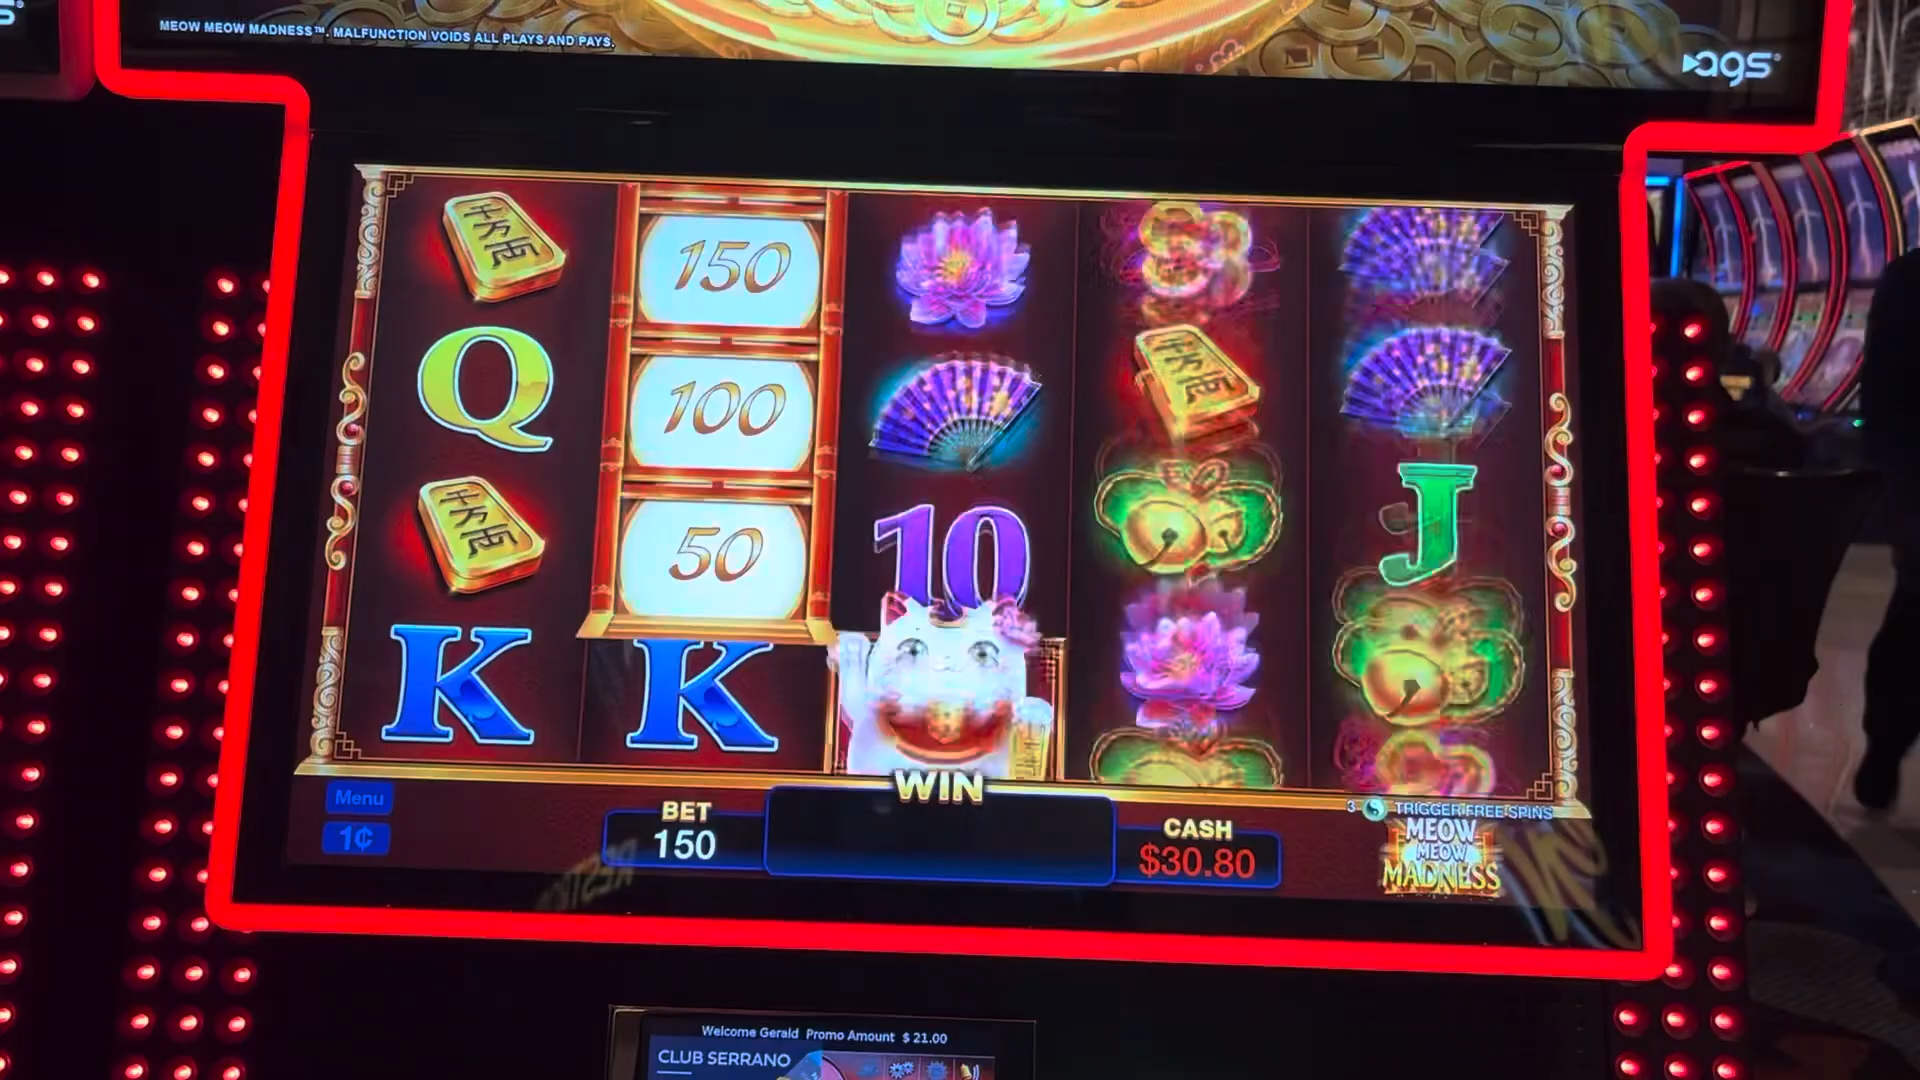 MEOW MEOW MADNESS™. MALFUNCTION VOIDS ALL PLAYS AND PAYS.
ags
150
Q
100
50
10
J
K
K
WIN
Menu
1¢
BET
150
CASH
$30.80
3 TRIGGER FREE SPINS
MEOW
MEOW
MADNESS
Welcome Gerald Promo Amount $ 21.00
CLUB SERRANO